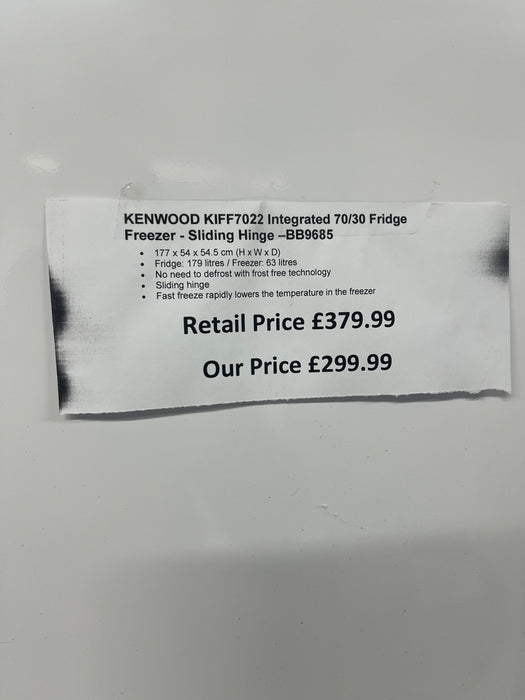 KENWOOD KIFF7022 Integrated 70/30 Fridge
Freezer - Sliding Hinge –BB9685
• 177 x 54 x 54.5 cm (H x W x D)
• Fridge: 179 litres / Freezer: 63 litres
• No need to defrost with frost free technology
• Sliding hinge
• Fast freeze rapidly lowers the temperature in the freezer
Retail Price £379.99
Our Price £299.99